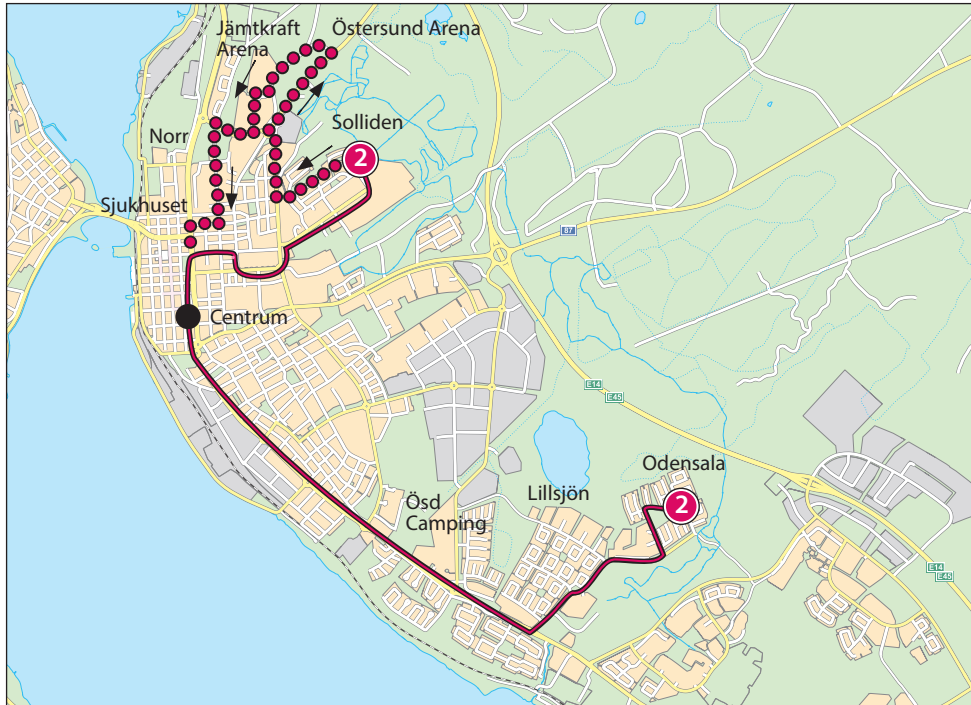 Jämtkraft
Arena
Östersund Arena
Solliden
Norr
2
Sjukhuset
87
Centrum
E14
E45
Odensala
Lillsjön
Ösd
Camping
2
E14
E45